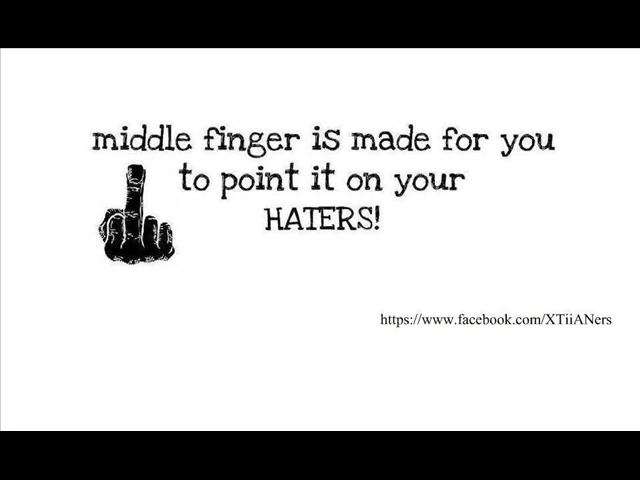 middle finger is made for you
to point it on your
HATERS!
https://www.facebook.com/XTiiANers